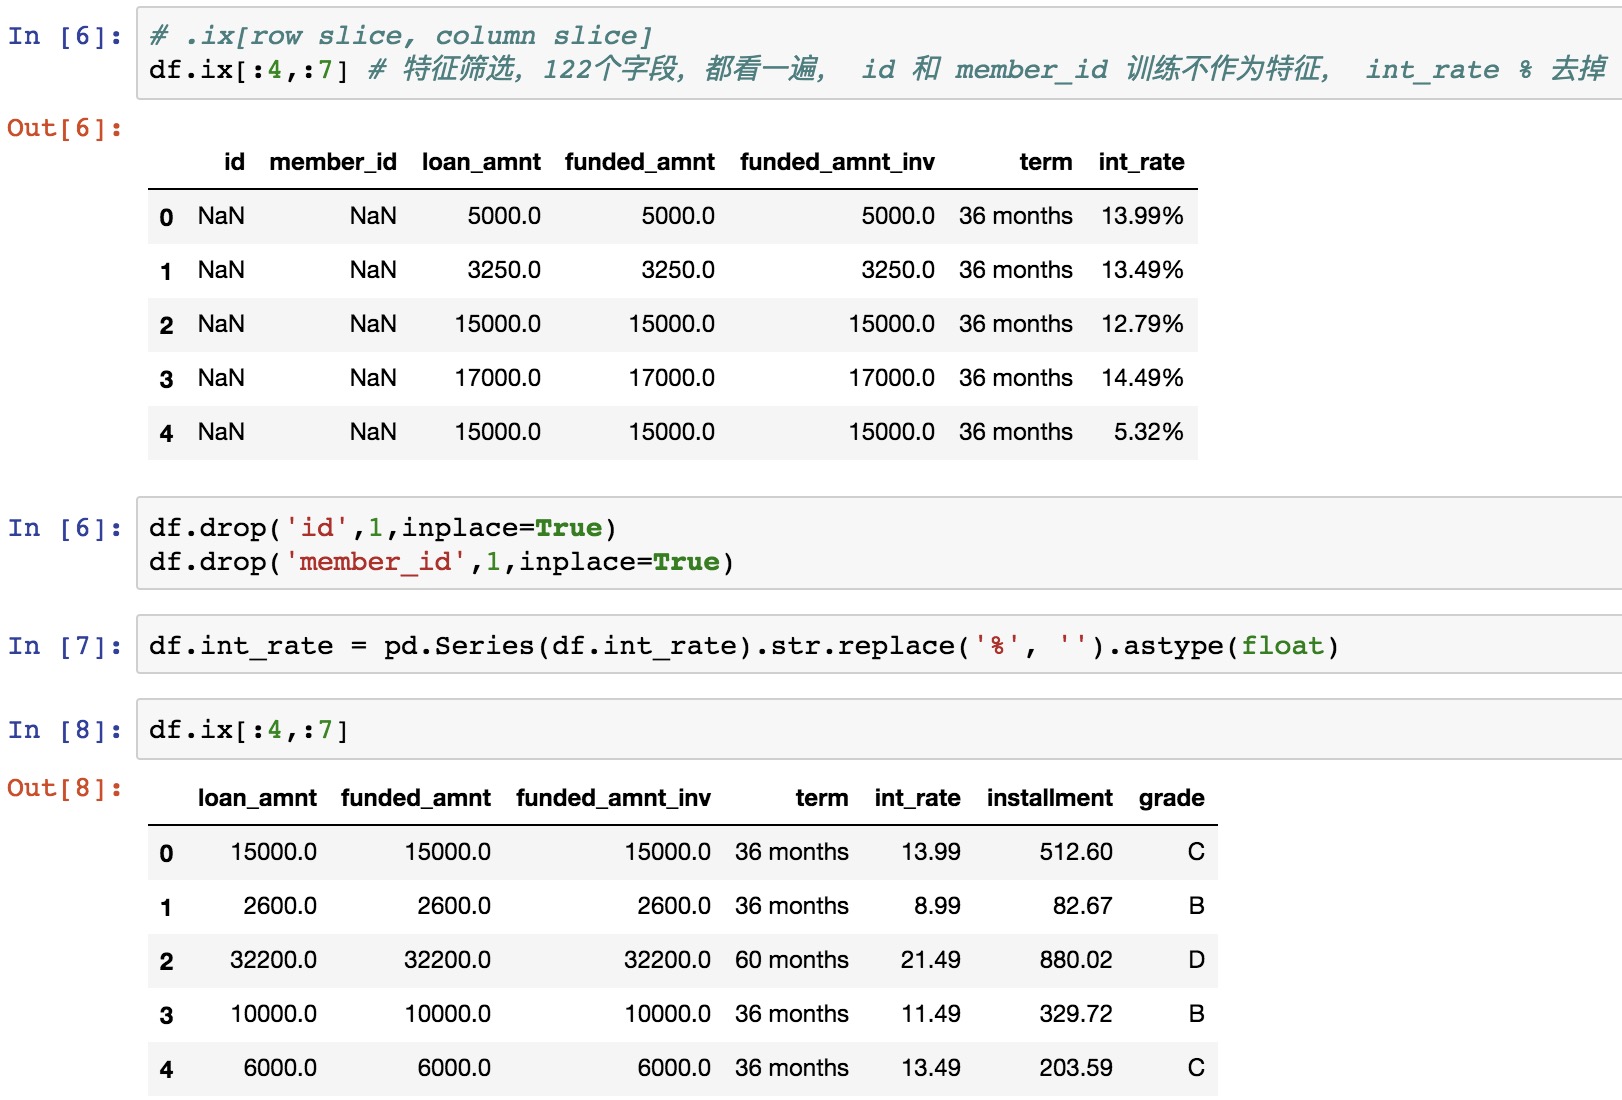 In [6]: # .ix[row slice, column slice]
df.ix[:4,:7] # 特征筛选, 122个字段, 都看一遍, id 和 member_id 训练不作为特征, int_rate % 去掉
Out[6]:
id member_id loan_amnt funded_amnt funded_amnt_inv term int_rate
0 NaN NaN 5000.0 5000.0 5000.0 36 months 13.99%
1 NaN NaN 3250.0 3250.0 3250.0 36 months 13.49%
2 NaN NaN 15000.0 15000.0 15000.0 36 months 12.79%
3 NaN NaN 17000.0 17000.0 17000.0 36 months 14.49%
4 NaN NaN 15000.0 15000.0 15000.0 36 months 5.32%
In [6]: df.drop('id',1,inplace=True)
df.drop('member_id',1,inplace=True)
In [7]: df.int_rate = pd.Series(df.int_rate).str.replace('%', '').astype(float)
In [8]: df.ix[:4,:7]
Out[8]:
loan_amnt funded_amnt funded_amnt_inv term int_rate installment grade
0 15000.0 15000.0 15000.0 36 months 13.99 512.60 C
1 2600.0 2600.0 2600.0 36 months 8.99 82.67 B
2 32200.0 32200.0 32200.0 60 months 21.49 880.02 D
3 10000.0 10000.0 10000.0 36 months 11.49 329.72 B
4 6000.0 6000.0 6000.0 36 months 13.49 203.59 C